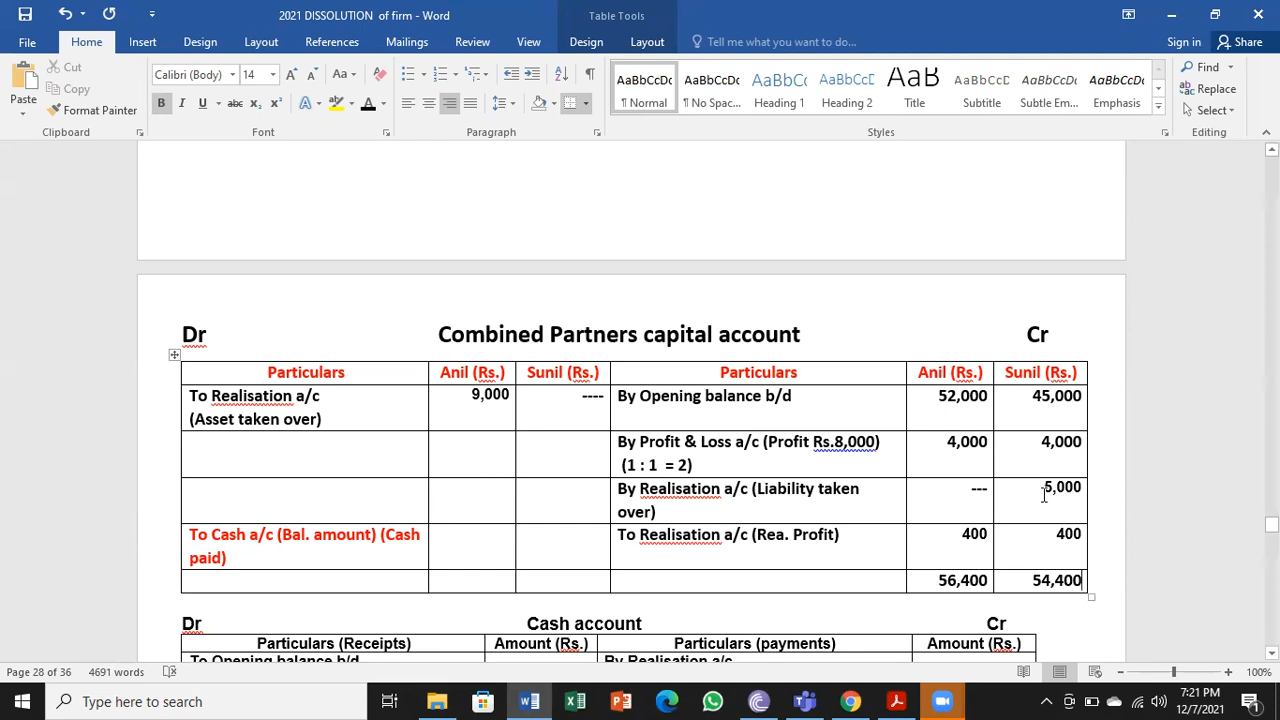 2021 DISSOLUTION of firm - Word
Table Tools
File Home Insert Design Layout References Mailings Review View Design Layout Tell me what you want to do... Sign in Share
Paste
Cut
Copy
Format Painter
Clipboard
Calibri (Body) 14
Font
Paragraph
AaBbCcDc AaBbCcDc AaBbCc AaBbCcD AaB AaBbCcD AaBbCcDc AaBbCcDc
¶ Normal ¶ No Spac... Heading 1 Heading 2 Title Subtitle Subtle Em... Emphasis
Styles
Find
Replace
Select
Editing
Dr Combined Partners capital account Cr
Particulars Anil (Rs.) Sunil (Rs.) Particulars Anil (Rs.) Sunil (Rs.)
To Realisation a/c 9,000 ---- By Opening balance b/d 52,000 45,000
(Asset taken over)
By Profit & Loss a/c (Profit Rs.8,000) 4,000 4,000
(1 : 1 = 2)
By Realisation a/c (Liability taken --- 5,000
over)
To Cash a/c (Bal. amount) (Cash To Realisation a/c (Rea. Profit) 400 400
paid)
56,400 54,400
Dr Cash account Cr
Particulars (Receipts) Amount (Rs.) Particulars (payments) Amount (Rs.)
To Opening balance b/d By Realisation a/c
Page 28 of 36 4691 words 100%
Type here to search
7:21 PM
12/7/2021